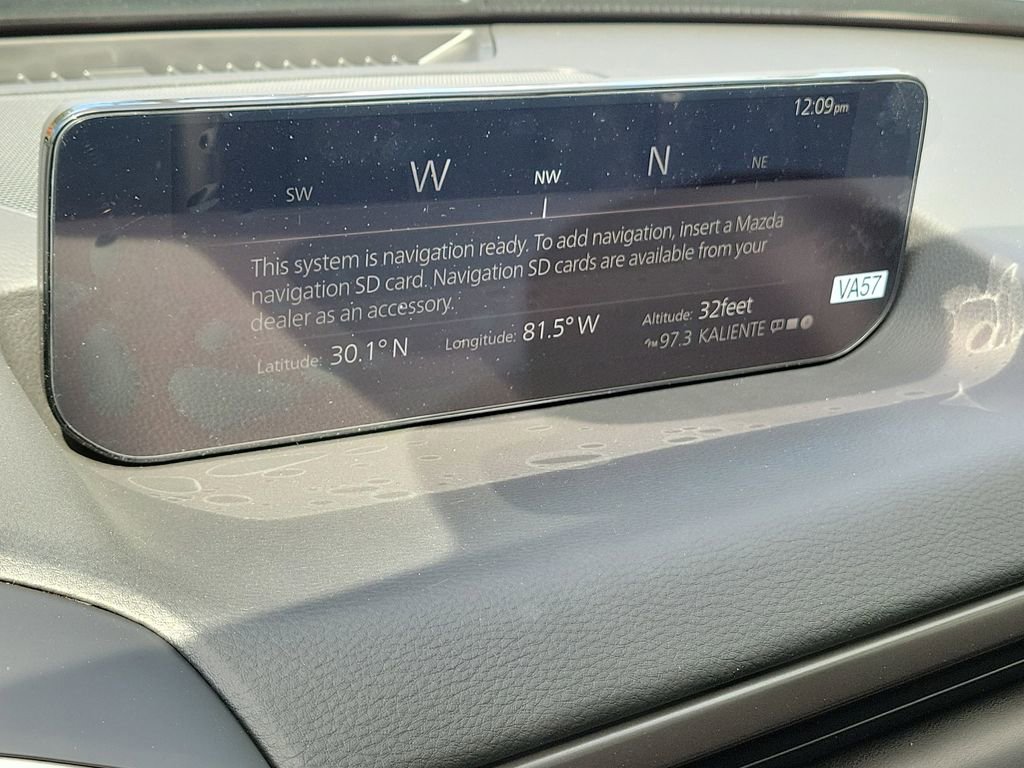 12:09pm
SW W NW N NE
This system is navigation ready. To add navigation, insert a Mazda
navigation SD card. Navigation SD cards are available from your
dealer as an accessory.
Latitude: 30.1° N Longitude: 81.5° W Altitude: 32feet
FM 97.3 KALIENTE
VA57